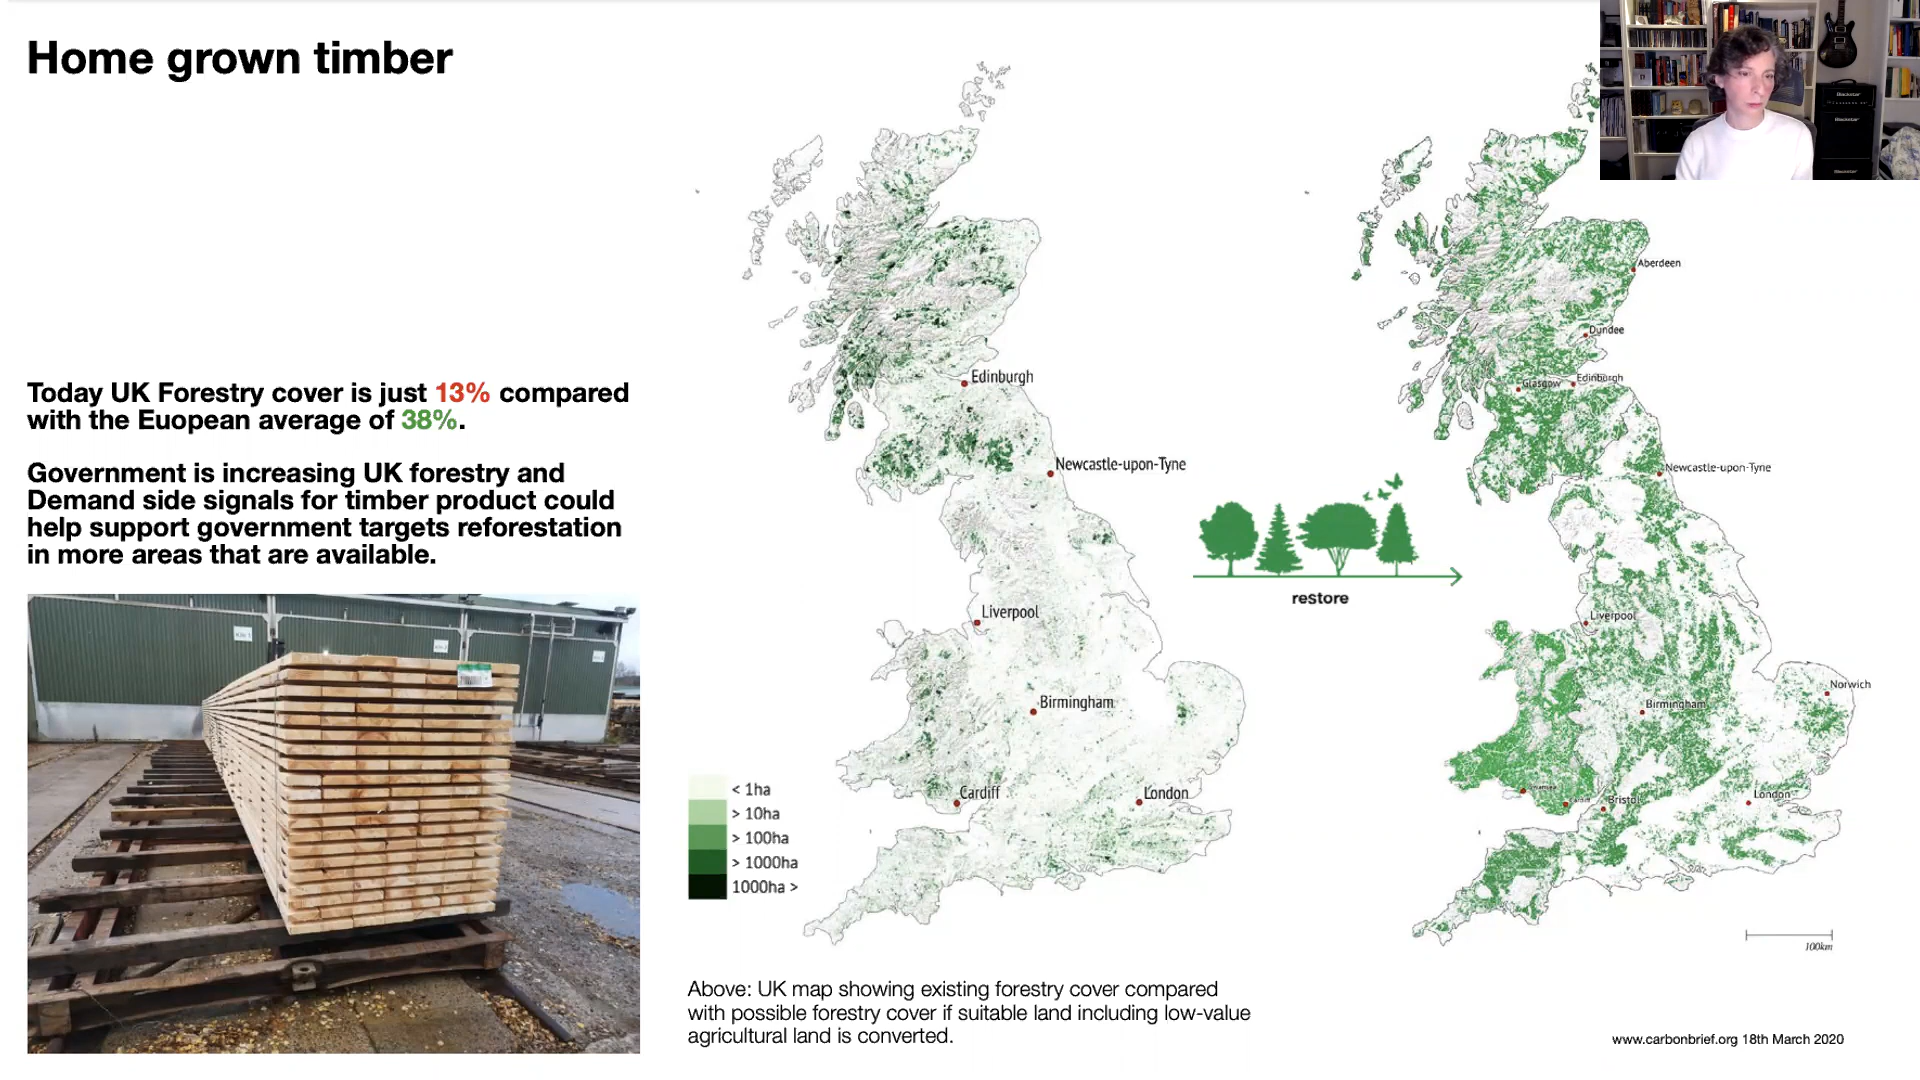 Home grown timber
Today UK Forestry cover is just 13% compared
with the Euopean average of 38%.
Government is increasing UK forestry and
Demand side signals for timber product could
help support government targets reforestation
in more areas that are available.
Edinburgh
Newcastle-upon-Tyne
Liverpool
Birmingham
Cardiff
London
< 1ha
> 10ha
> 100ha
> 1000ha
1000ha >
restore
Aberdeen
Dundee
Glasgow
Edinburgh
Newcastle-upon-Tyne
Liverpool
Norwich
Birmingham
Swansea
Cardiff
Bristol
London
100km
Above: UK map showing existing forestry cover compared
with possible forestry cover if suitable land including low-value
agricultural land is converted.
www.carbonbrief.org 18th March 2020
Blackstar
Blackstar
Blackstar